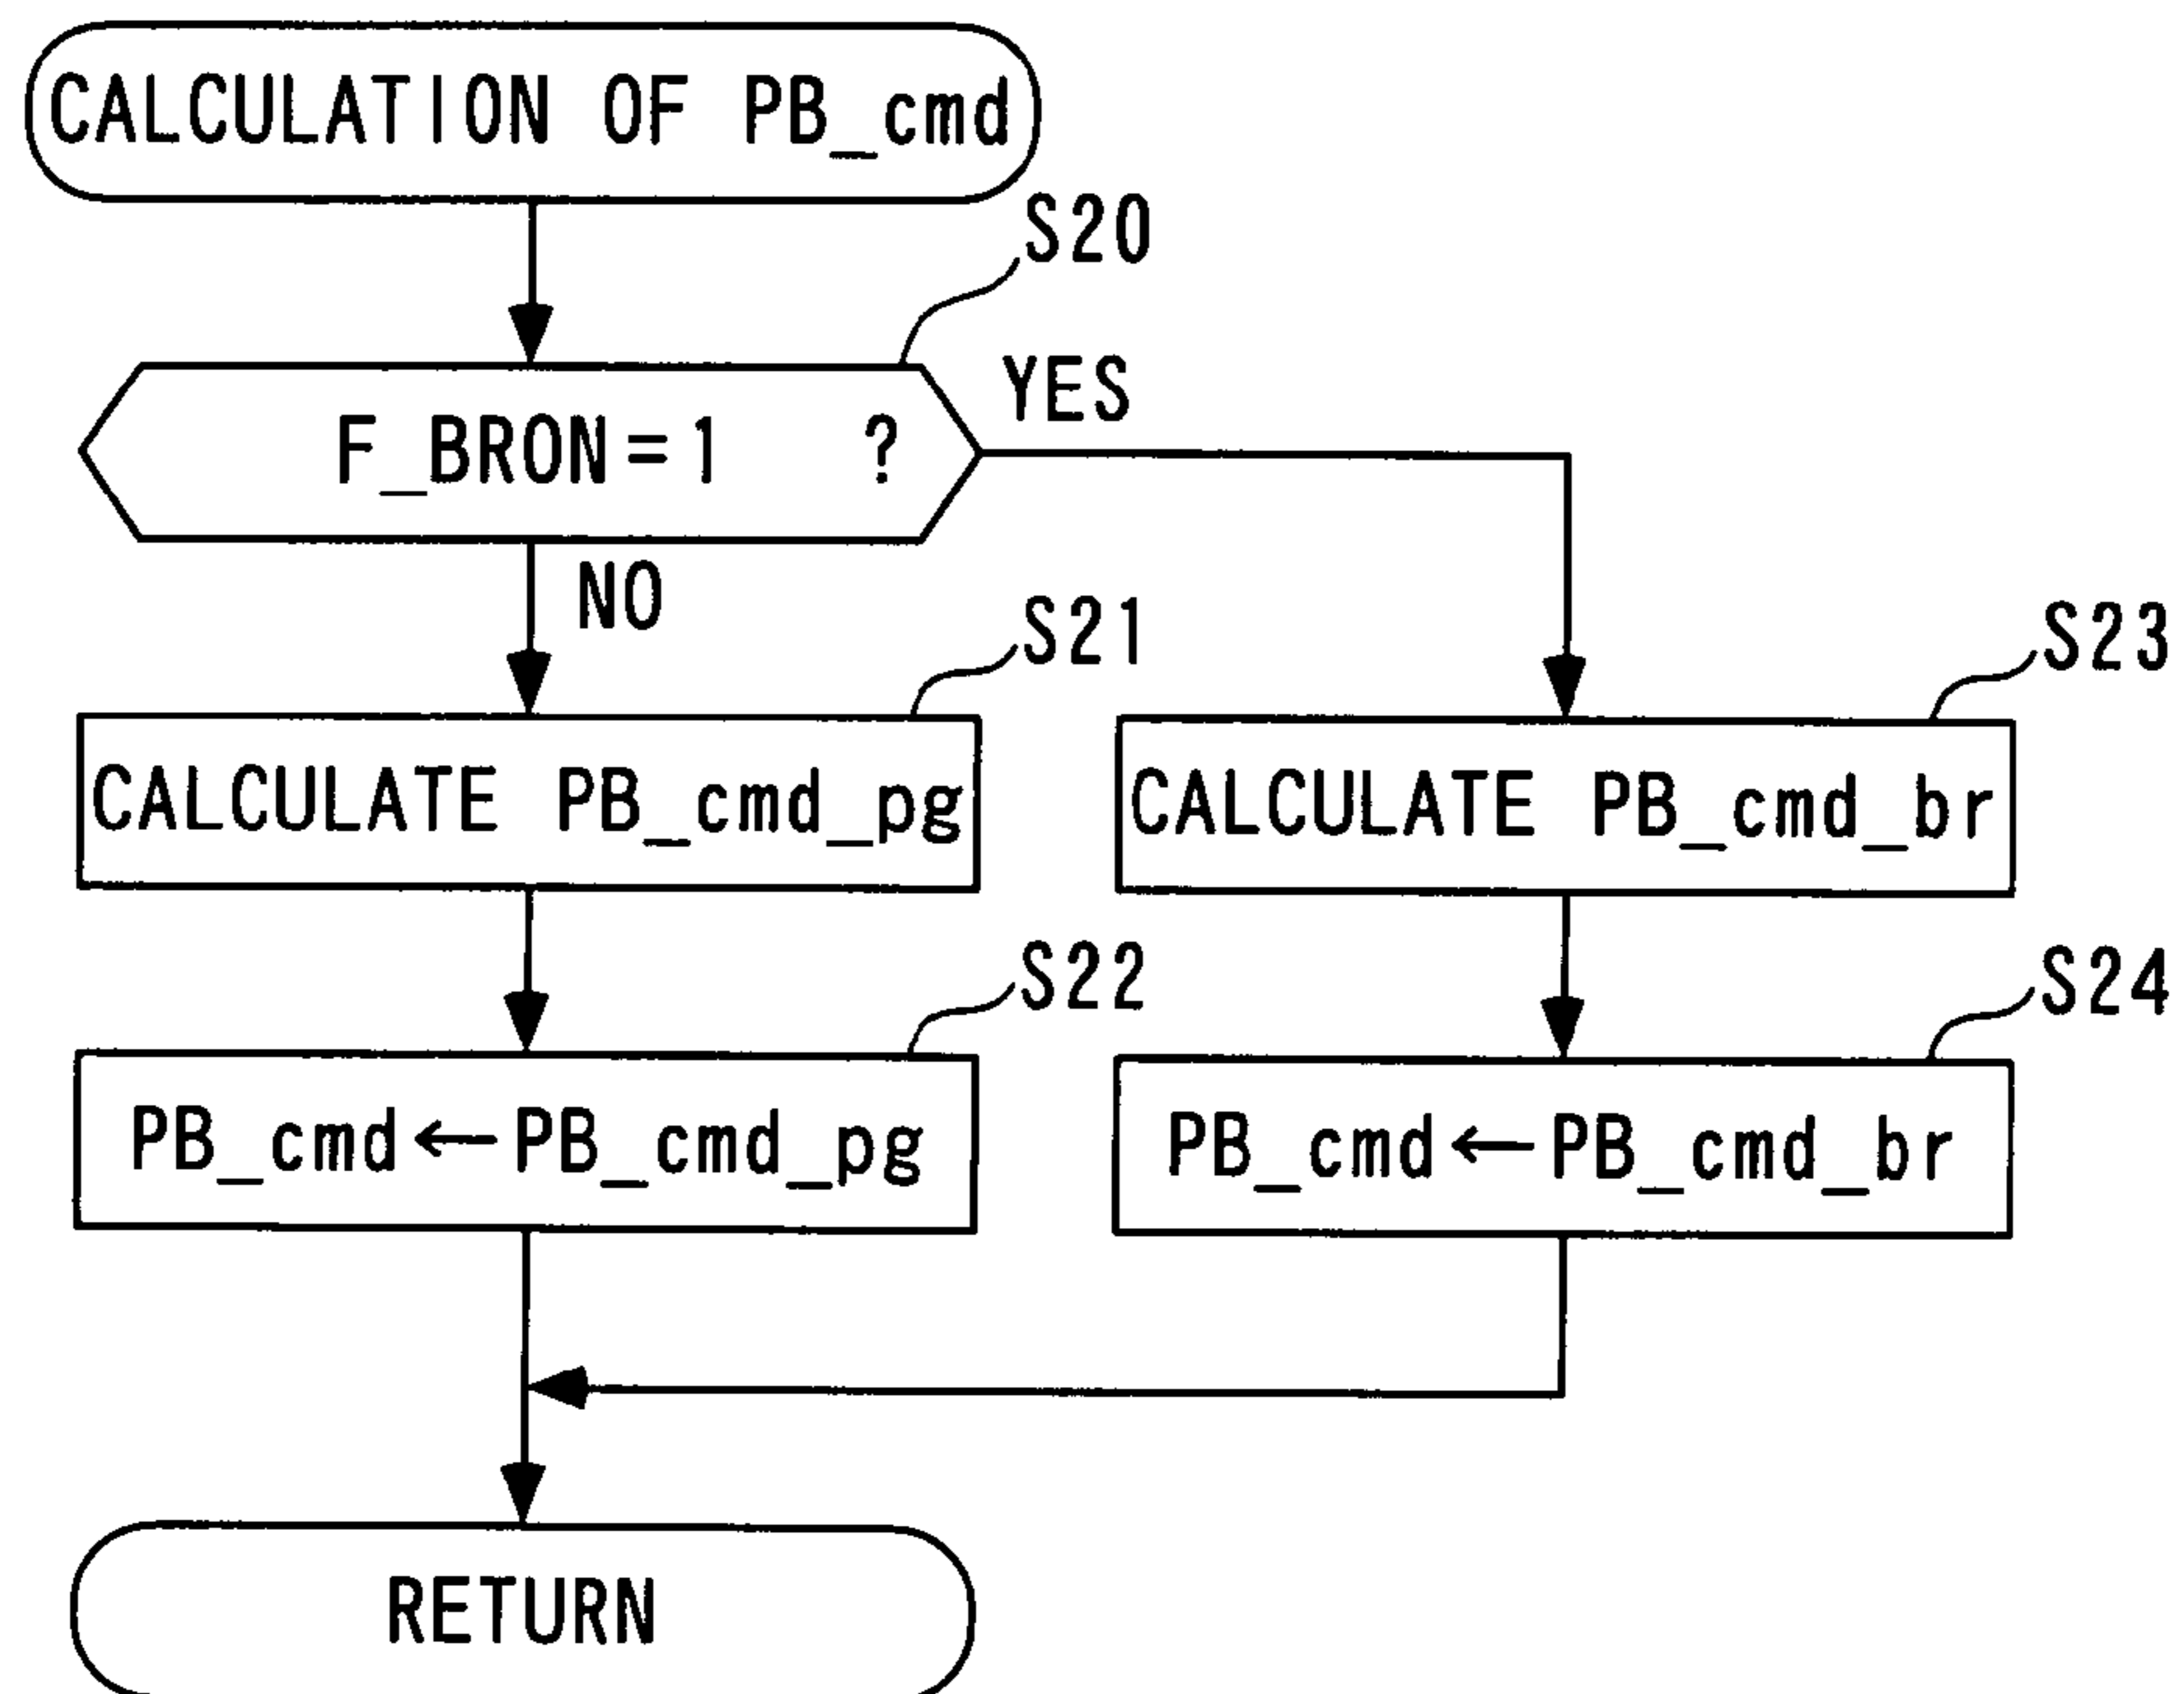 CALCULATION OF PB_cmd
S20
F_BRON=1 ?
YES
NO
S21
S23
CALCULATE PB_cmd_pg
CALCULATE PB_cmd_br
S22
S24
PB_cmd←PB_cmd_pg
PB_cmd←PB_cmd_br
RETURN